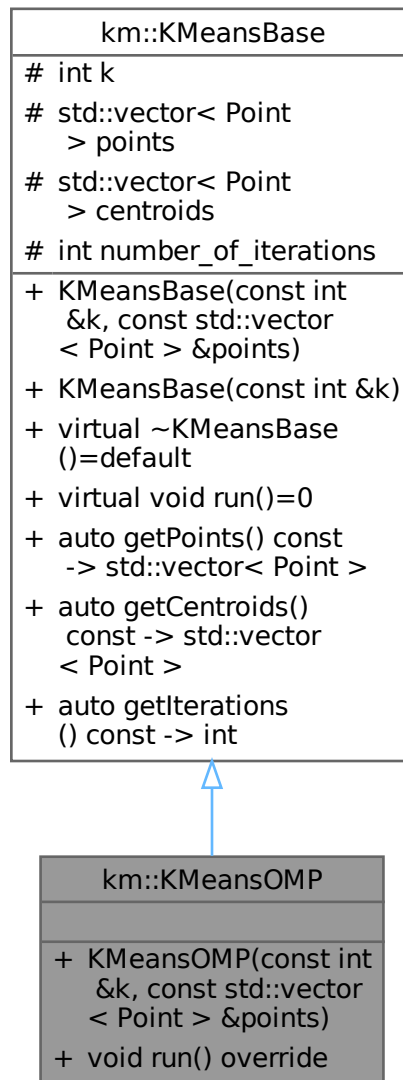 km::KMeansBase
# int k
# std::vector< Point
> points
# std::vector< Point
> centroids
# int number_of_iterations
+ KMeansBase(const int
&k, const std::vector
< Point > &points)
+ KMeansBase(const int &k)
+ virtual ~KMeansBase
()=default
+ virtual void run()=0
+ auto getPoints() const
-> std::vector< Point >
+ auto getCentroids()
const -> std::vector
< Point >
+ auto getIterations
() const -> int
km::KMeansOMP
+ KMeansOMP(const int
&k, const std::vector
< Point > &points)
+ void run() override